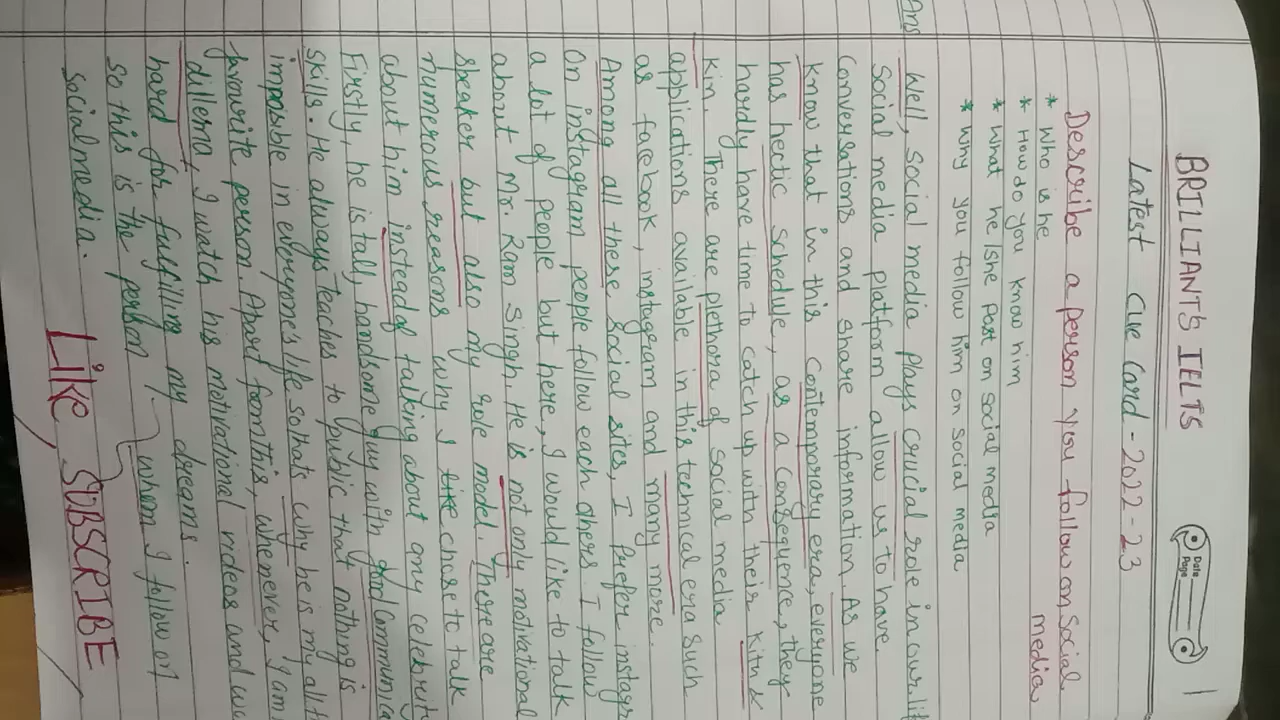 BRILLIANTS IELTS
Date
Page
1
Latest Cue Card - 2022 - 23
Describe a person you follow on Social
media
* Who is he
* How do you know him
* What he lshe Post on social media
* Why you follow him on social media
Ans
Well, social media plays crucial role in our
Social media platform allow us to have
Conversations and share information. As we
know that in this contemporary era, everyone
has hectic schedule, as a consequence, they
hardly have time to catch up with their kith &
kin. There are plethora of social media
applications available in this technical era such
as facebook, instagram and many more.
Among all these social sites, I Prefer
On instagram people follow each others. I follow
a lot of people but here, I would like to talk
about Mr. Ram Singh. He is not only motivational
speaker but also my role model. There are
numerous reasons why I chose to talk
about him instead of talking about any
Firstly, he is tall, handsome guy with good
skills. He always teaches to public that nothing is
impossible in everyone's life so thats why he is my all
favourite person. Apart from this, whenever, I am
dillema, I watch his motivational videos and
hard for fulfilling my dreams.
so this is the person whom I follow on
social media.
Like, SUBSCRIBE